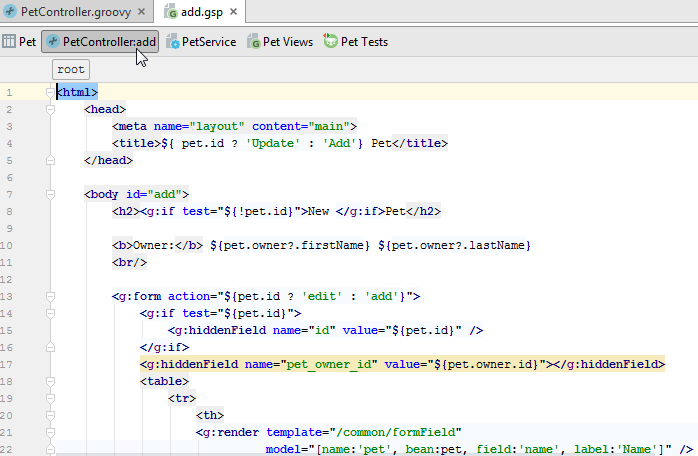 PetController.groovy × add.gsp ×
Pet PetController:add PetService Pet Views Pet Tests
root
1 <html>
2 <head>
3 <meta name="layout" content="main">
4 <title>${ pet.id ? 'Update' : 'Add'} Pet</title>
5 </head>
6
7 <body id="add">
8 <h2><g:if test="${!pet.id}">New </g:if>Pet</h2>
9
10 <b>Owner:</b> ${pet.owner?.firstName} ${pet.owner?.lastName}
11 <br/>
12
13 <g:form action="${pet.id ? 'edit' : 'add'}">
14 <g:if test="${pet.id}">
15 <g:hiddenField name="id" value="${pet.id}" />
16 </g:if>
17 <g:hiddenField name="pet_owner_id" value="${pet.owner.id}"></g:hiddenField>
18 <table>
19 <tr>
20 <th>
21 <g:render template="/common/formField"
22 model="[name:'pet', bean:pet, field:'name', label:'Name']" />